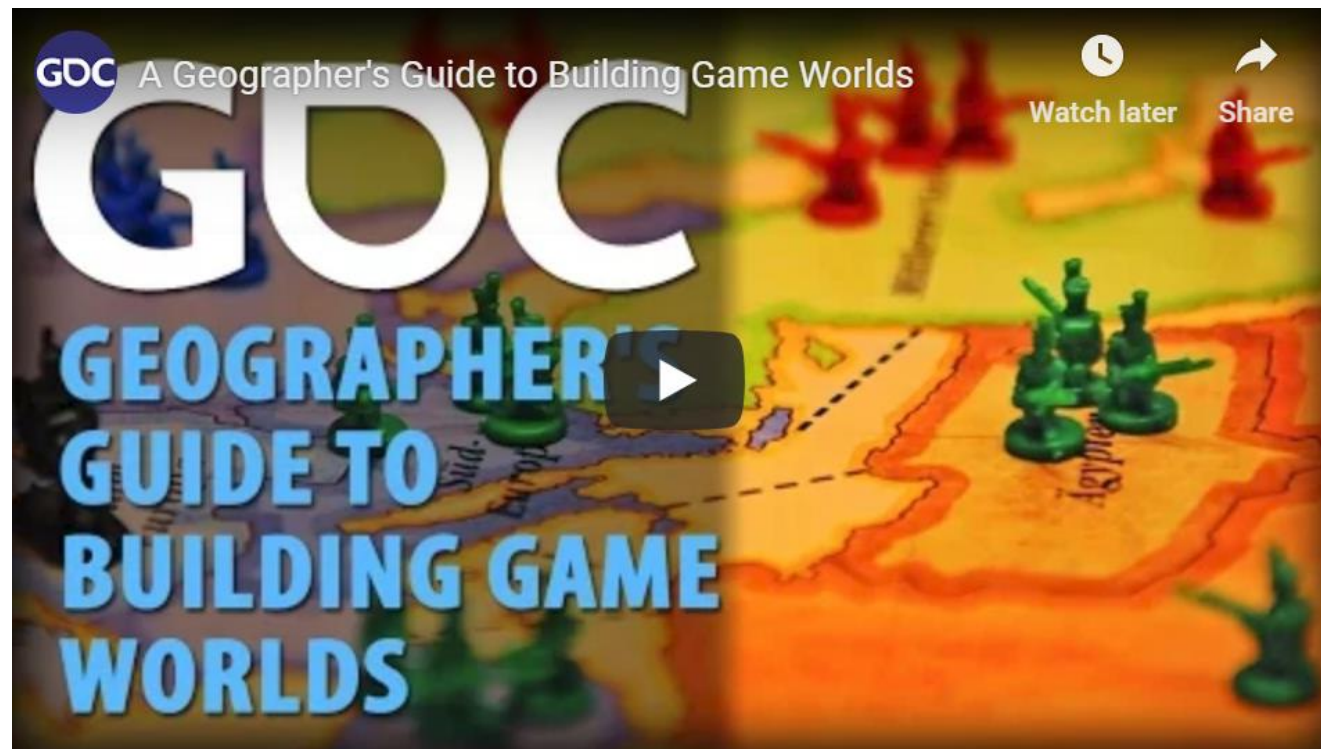 GDC
A Geographer's Guide to Building Game Worlds
Watch later
Share
GDC
GEOGRAPHER'S
GUIDE TO
BUILDING GAME
WORLDS
Süd-
Europ
Ägypten